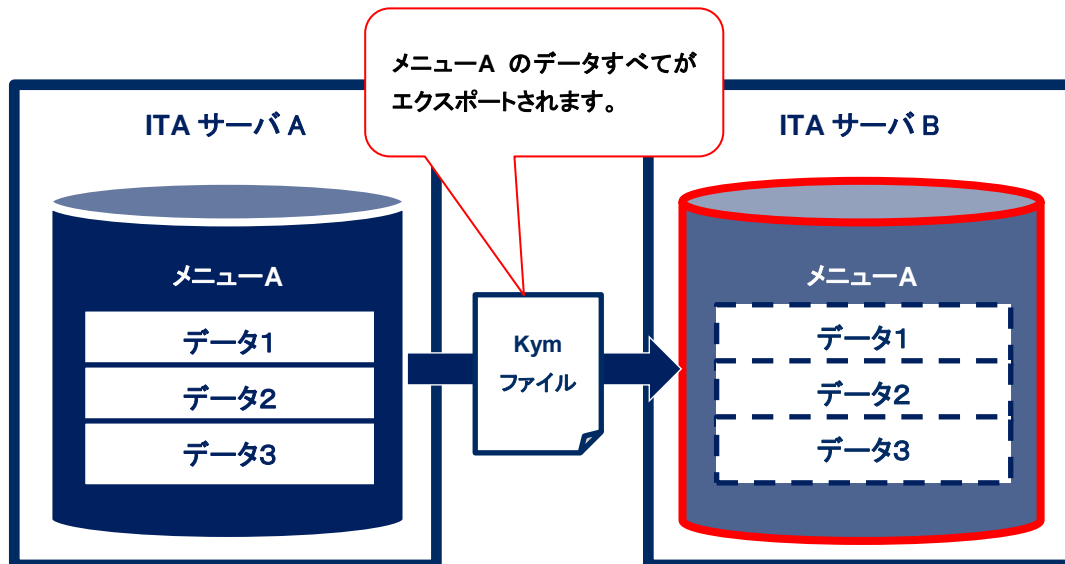 メニューA のデータすべてが
エクスポートされます。
ITA サーバ A
ITA サーバ B
メニューA
データ1
データ2
データ3
Kym
ファイル
メニューA
データ1
データ2
データ3